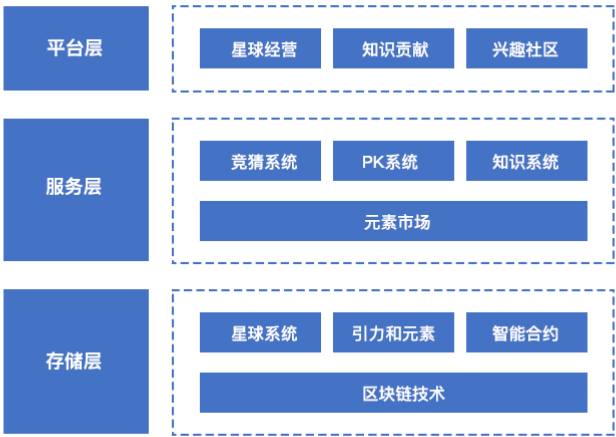 平台层
星球经营
知识贡献
兴趣社区
服务层
竞猜系统
PK系统
知识系统
元素市场
存储层
星球系统
引力和元素
智能合约
区块链技术